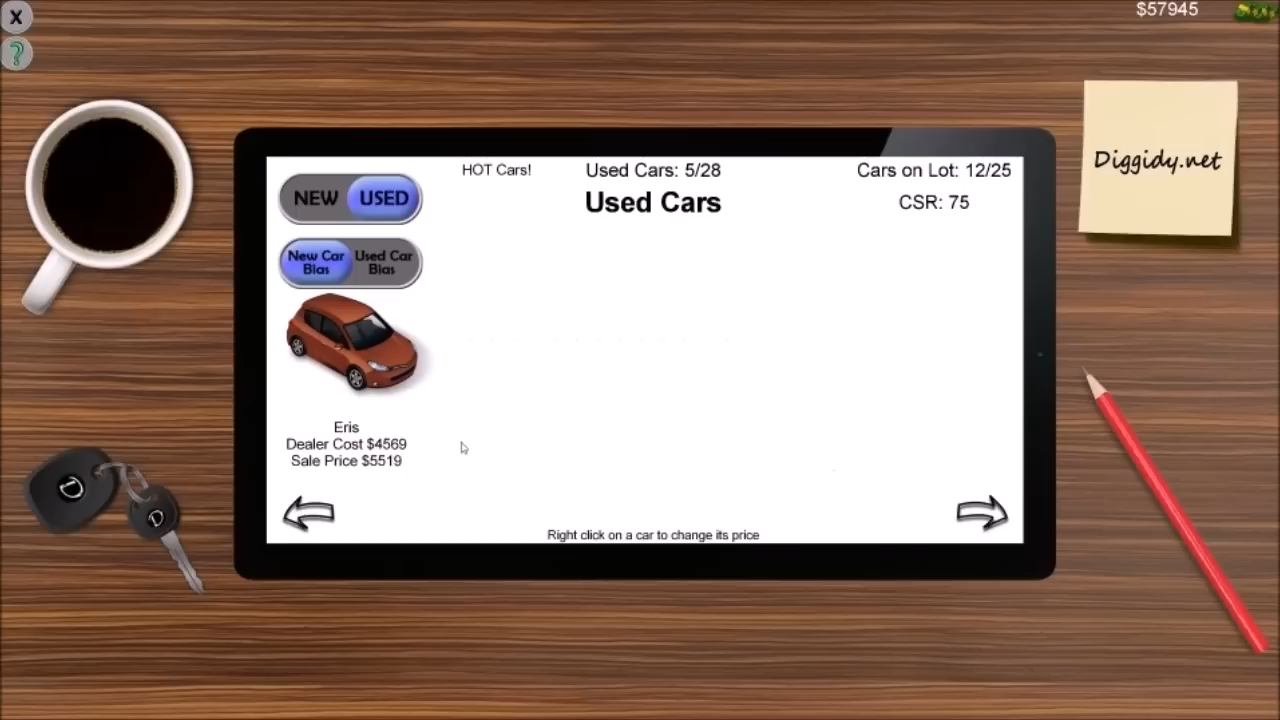 X
$57945
?
HOT Cars!
Used Cars: 5/28
Cars on Lot: 12/25
NEW
USED
Used Cars
CSR: 75
New Car
Bias
Used Car
Bias
Diggidy.net
Eris
Dealer Cost $4569
Sale Price $5519
D
D
Right click on a car to change its price